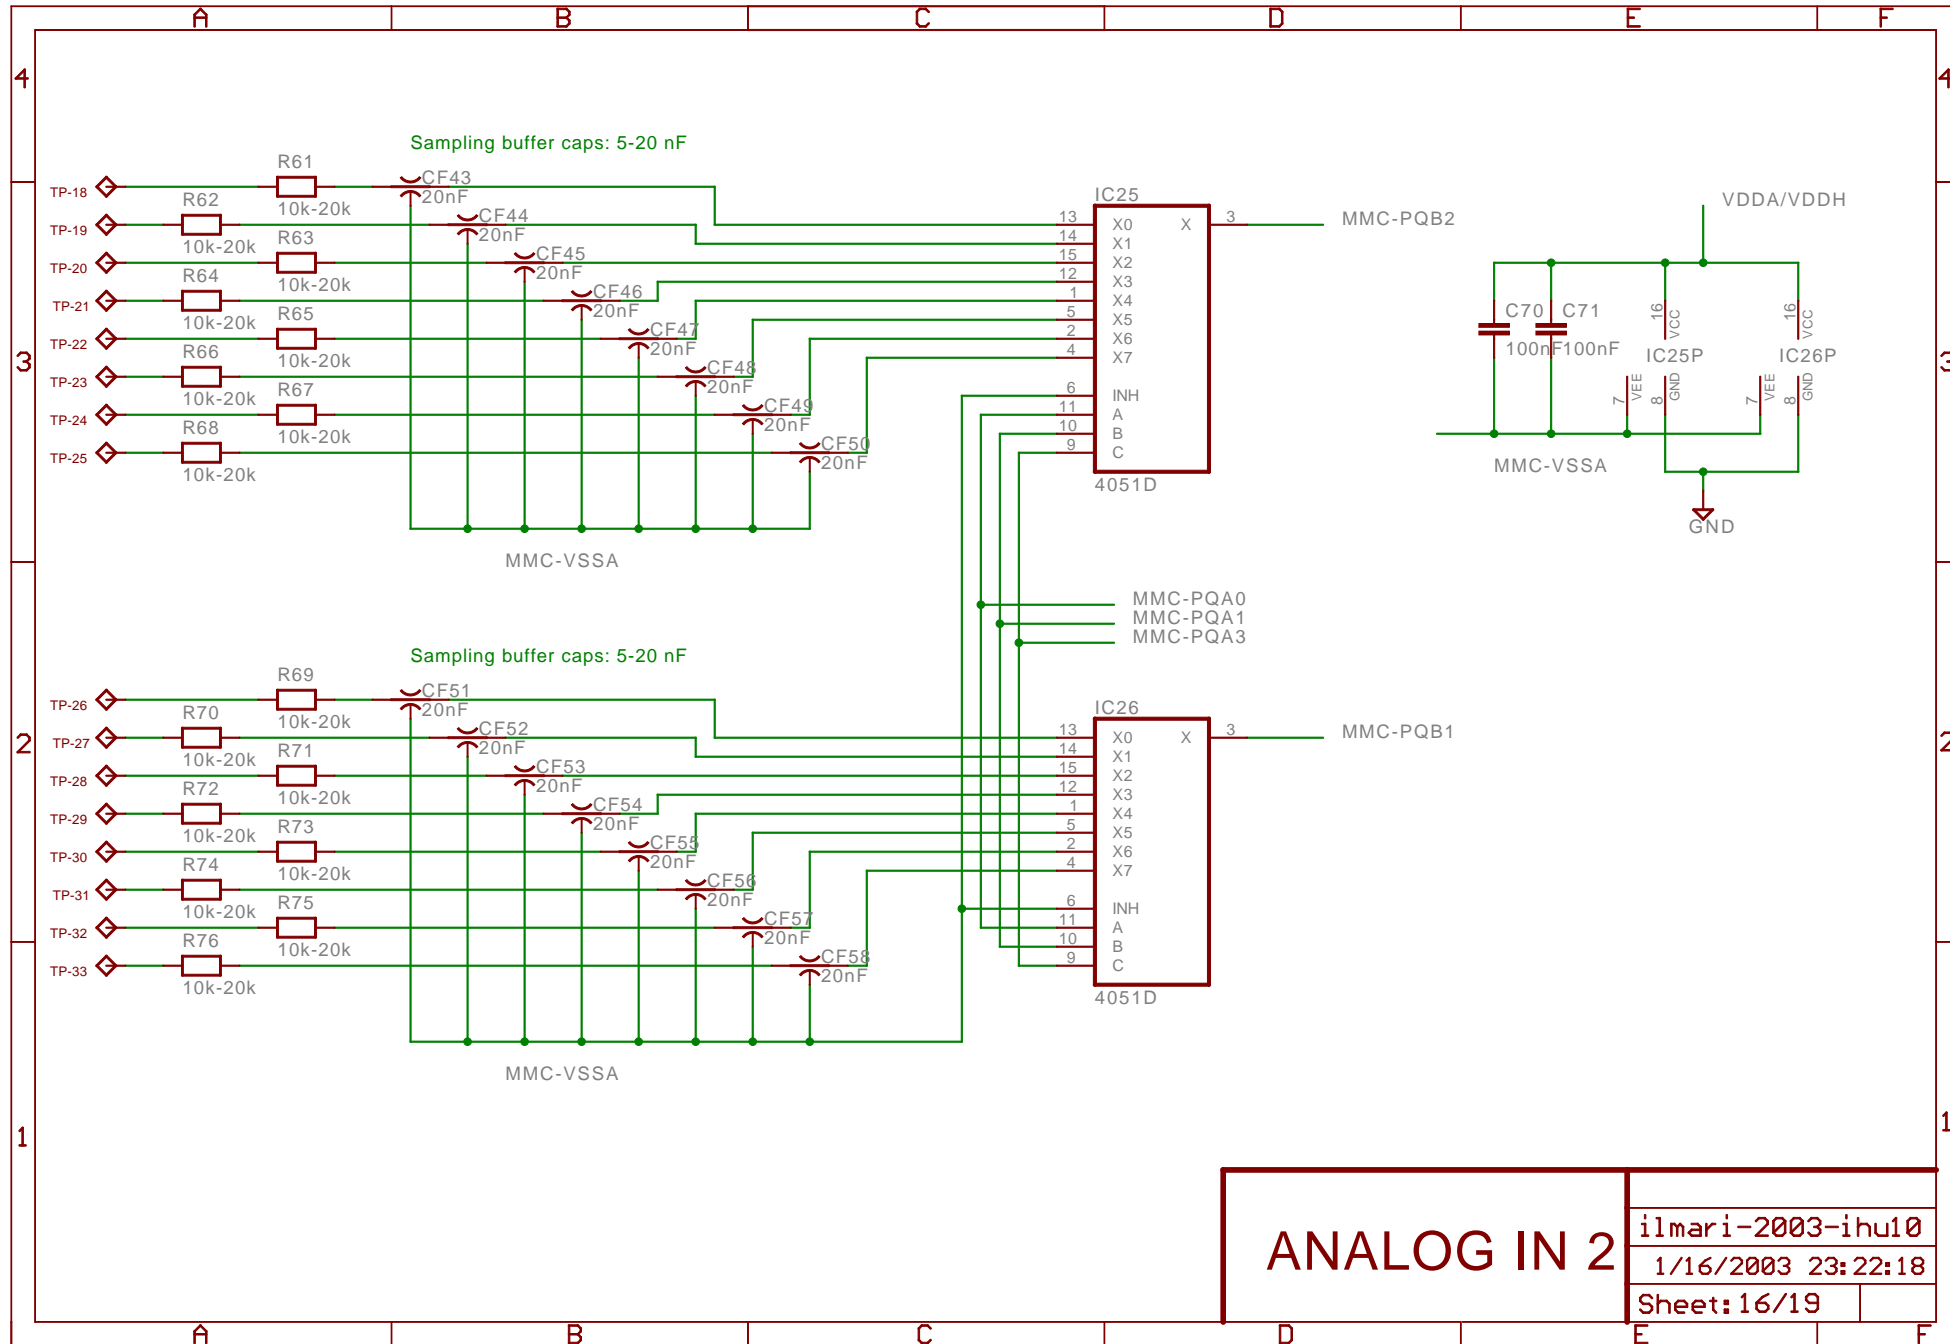 A B C D E F
4 4
Sampling buffer caps: 5-20 nF
TP-18 R61 10k-20k CF43 20nF
TP-19 R62 10k-20k CF44 20nF
TP-20 R63 10k-20k CF45 20nF
TP-21 R64 10k-20k CF46 20nF
TP-22 R65 10k-20k CF47 20nF
TP-23 R66 10k-20k CF48 20nF
TP-24 R67 10k-20k CF49 20nF
TP-25 R68 10k-20k CF50 20nF
MMC-VSSA
IC25
13 X0 X 3 MMC-PQB2
14 X1
15 X2
12 X3
1 X4
5 X5
2 X6
4 X7
6 INH
11 A
10 B
9 C
4051D
VDDA/VDDH
C70 C71 16 VCC 16 VCC
100nF 100nF IC25P IC26P
7 VEE 8 GND 7 VEE 8 GND
MMC-VSSA
GND
3 3
MMC-PQA0
MMC-PQA1
MMC-PQA3
Sampling buffer caps: 5-20 nF
TP-26 R69 10k-20k CF51 20nF
TP-27 R70 10k-20k CF52 20nF
TP-28 R71 10k-20k CF53 20nF
TP-29 R72 10k-20k CF54 20nF
TP-30 R73 10k-20k CF55 20nF
TP-31 R74 10k-20k CF56 20nF
TP-32 R75 10k-20k CF57 20nF
TP-33 R76 10k-20k CF58 20nF
MMC-VSSA
IC26
13 X0 X 3 MMC-PQB1
14 X1
15 X2
12 X3
1 X4
5 X5
2 X6
4 X7
6 INH
11 A
10 B
9 C
4051D
2 2
1 1
ANALOG IN 2
ilmari-2003-ihu10
1/16/2003 23:22:18
Sheet: 16/19
A B C D E F